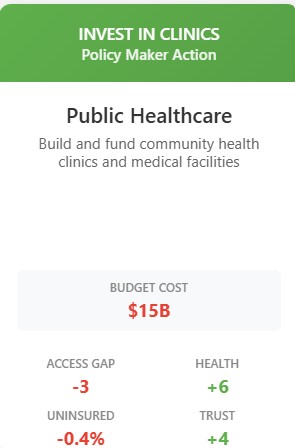 INVEST IN CLINICS
Policy Maker Action
Public Healthcare
Build and fund community health
clinics and medical facilities
BUDGET COST
$15B
ACCESS GAP HEALTH
-3 +6
UNINSURED TRUST
-0.4% +4